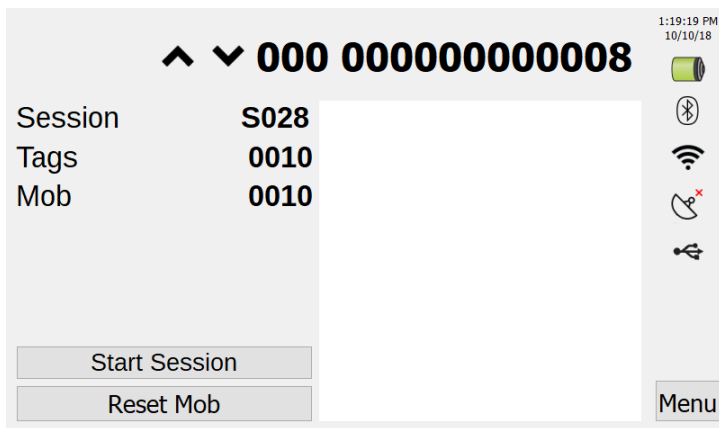 1:19:19 PM
10/10/18
000 000000000008
Session S028
Tags 0010
Mob 0010
Start Session
Reset Mob
Menu